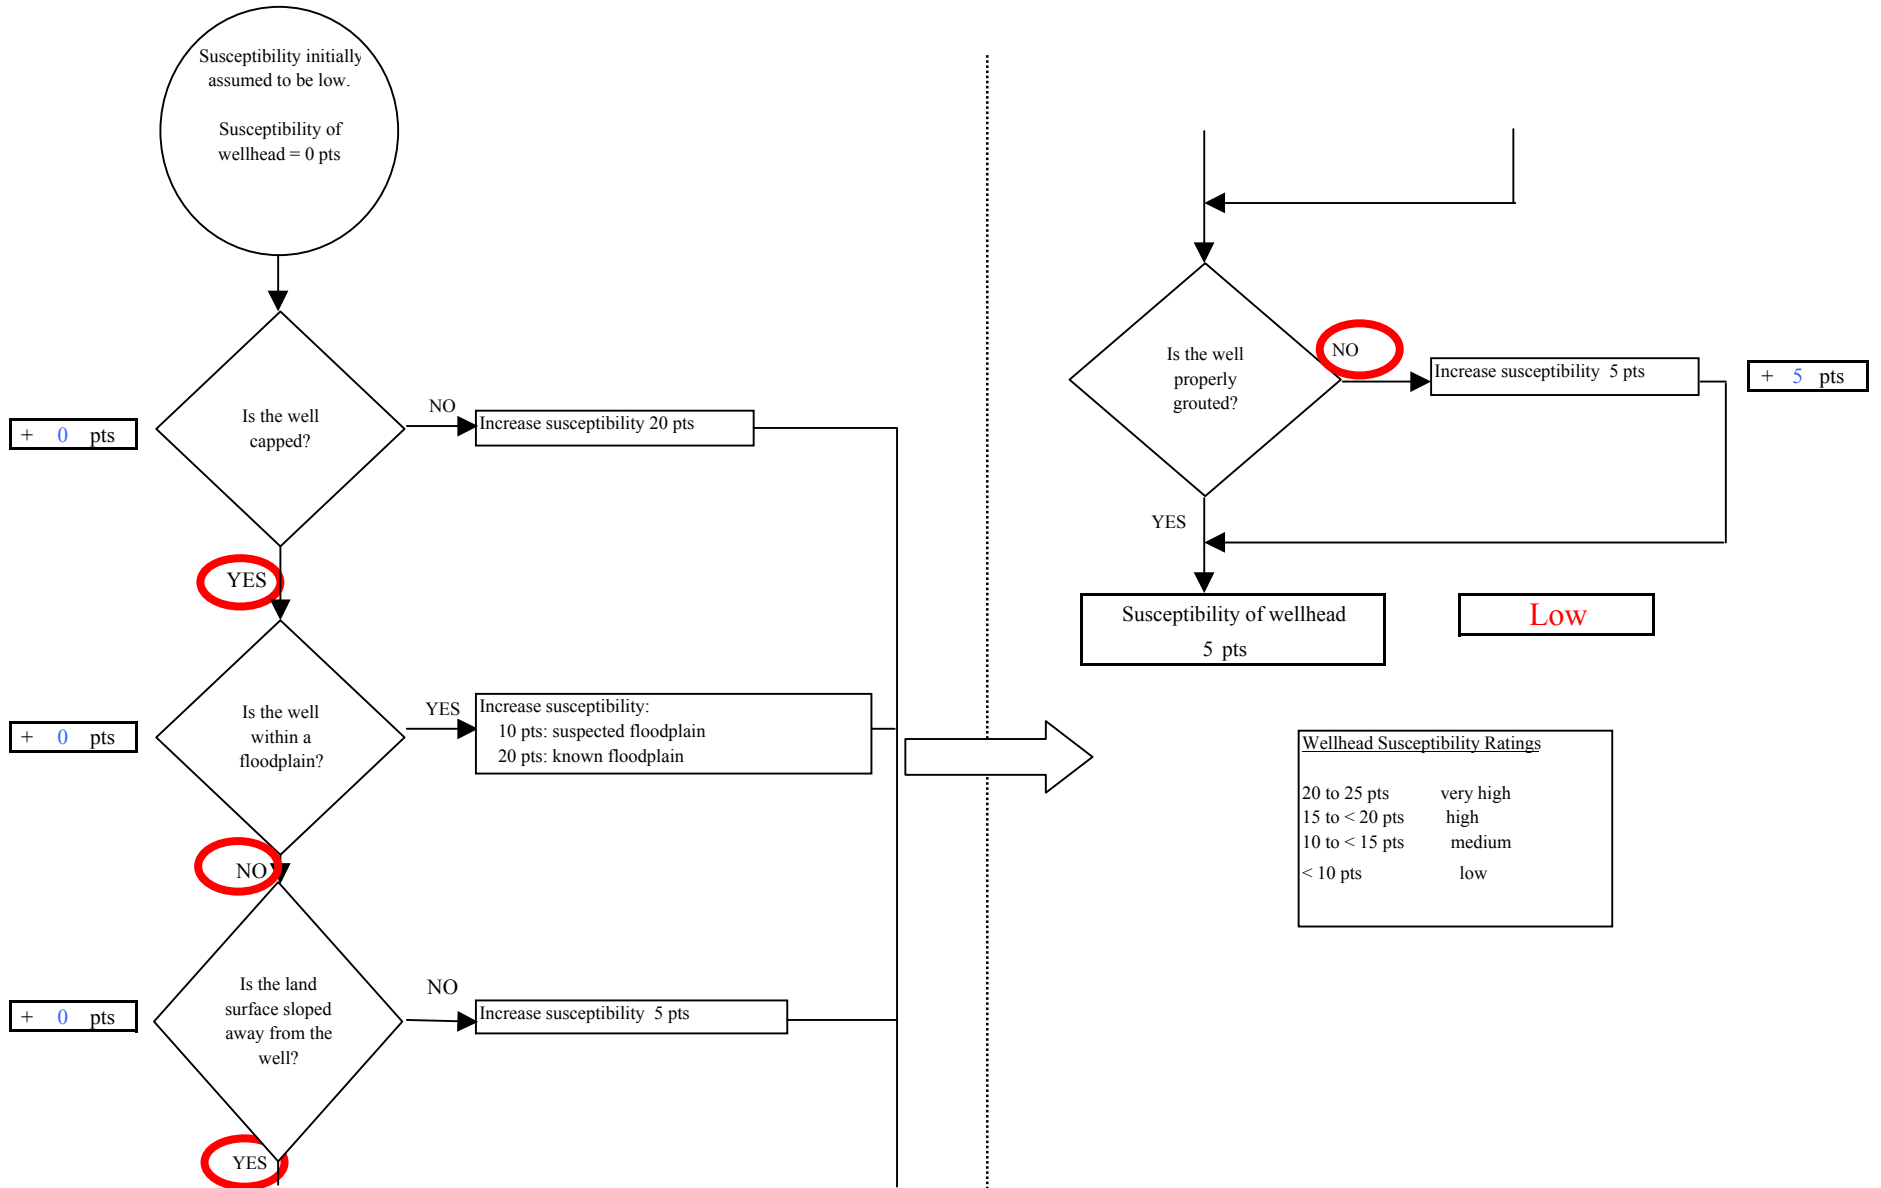 Susceptibility initially
assumed to be low.
Susceptibility of
wellhead = 0 pts
Is the well
capped?
NO
Increase susceptibility 20 pts
+ 0 pts
YES
Is the well
within a
floodplain?
YES
Increase susceptibility:
10 pts: suspected floodplain
20 pts: known floodplain
+ 0 pts
NO
Is the land
surface sloped
away from the
well?
NO
Increase susceptibility 5 pts
+ 0 pts
YES
Is the well
properly
grouted?
NO
Increase susceptibility 5 pts
+ 5 pts
YES
Susceptibility of wellhead
5 pts
Low
Wellhead Susceptibility Ratings
20 to 25 pts very high
15 to < 20 pts high
10 to < 15 pts medium
< 10 pts low